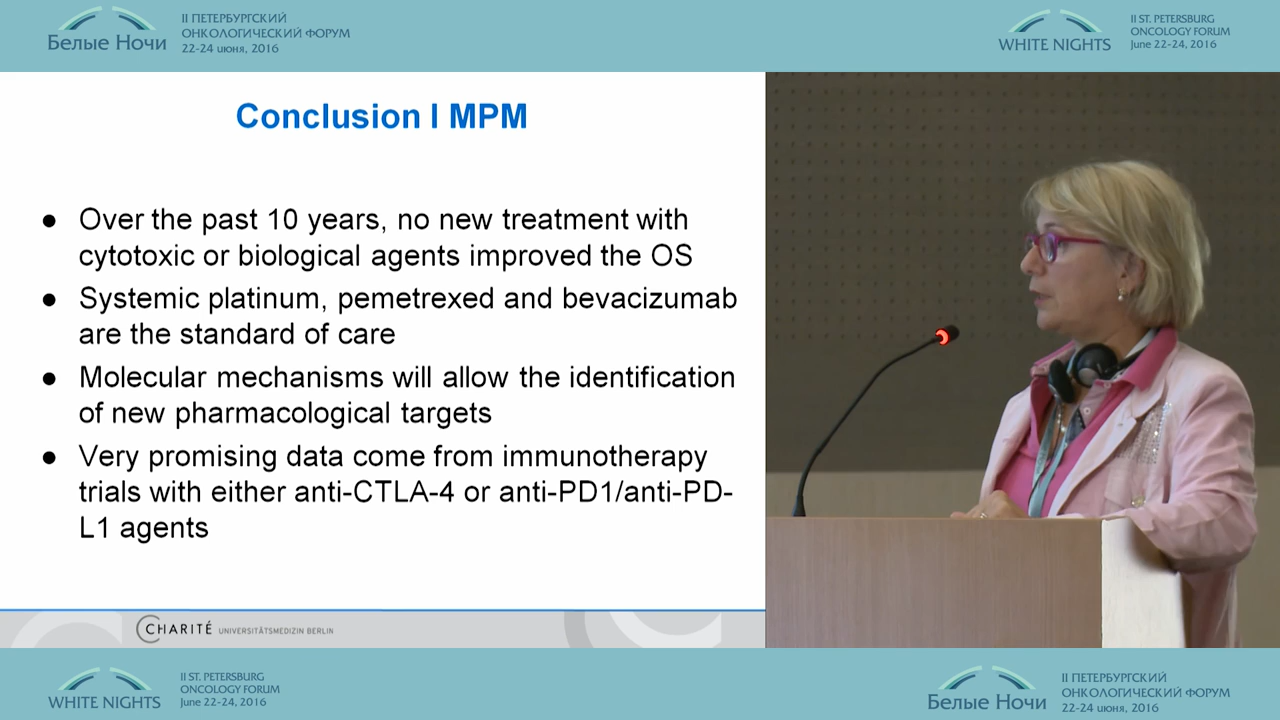 Белые Ночи
II ПЕТЕРБУРГСКИЙ
ОНКОЛОГИЧЕСКИЙ ФОРУМ
22-24 июня, 2016
WHITE NIGHTS
II ST. PETERSBURG
ONCOLOGY FORUM
June 22-24, 2016
Conclusion I MPM
● Over the past 10 years, no new treatment with
cytotoxic or biological agents improved the OS
● Systemic platinum, pemetrexed and bevacizumab
are the standard of care
● Molecular mechanisms will allow the identification
of new pharmacological targets
● Very promising data come from immunotherapy
trials with either anti-CTLA-4 or anti-PD1/anti-PD-
L1 agents
CHARITÉ UNIVERSITÄTSMEDIZIN BERLIN
WHITE NIGHTS
II ST. PETERSBURG
ONCOLOGY FORUM
June 22-24, 2016
Белые Ночи
II ПЕТЕРБУРГСКИЙ
ОНКОЛОГИЧЕСКИЙ ФОРУМ
22-24 июня, 2016